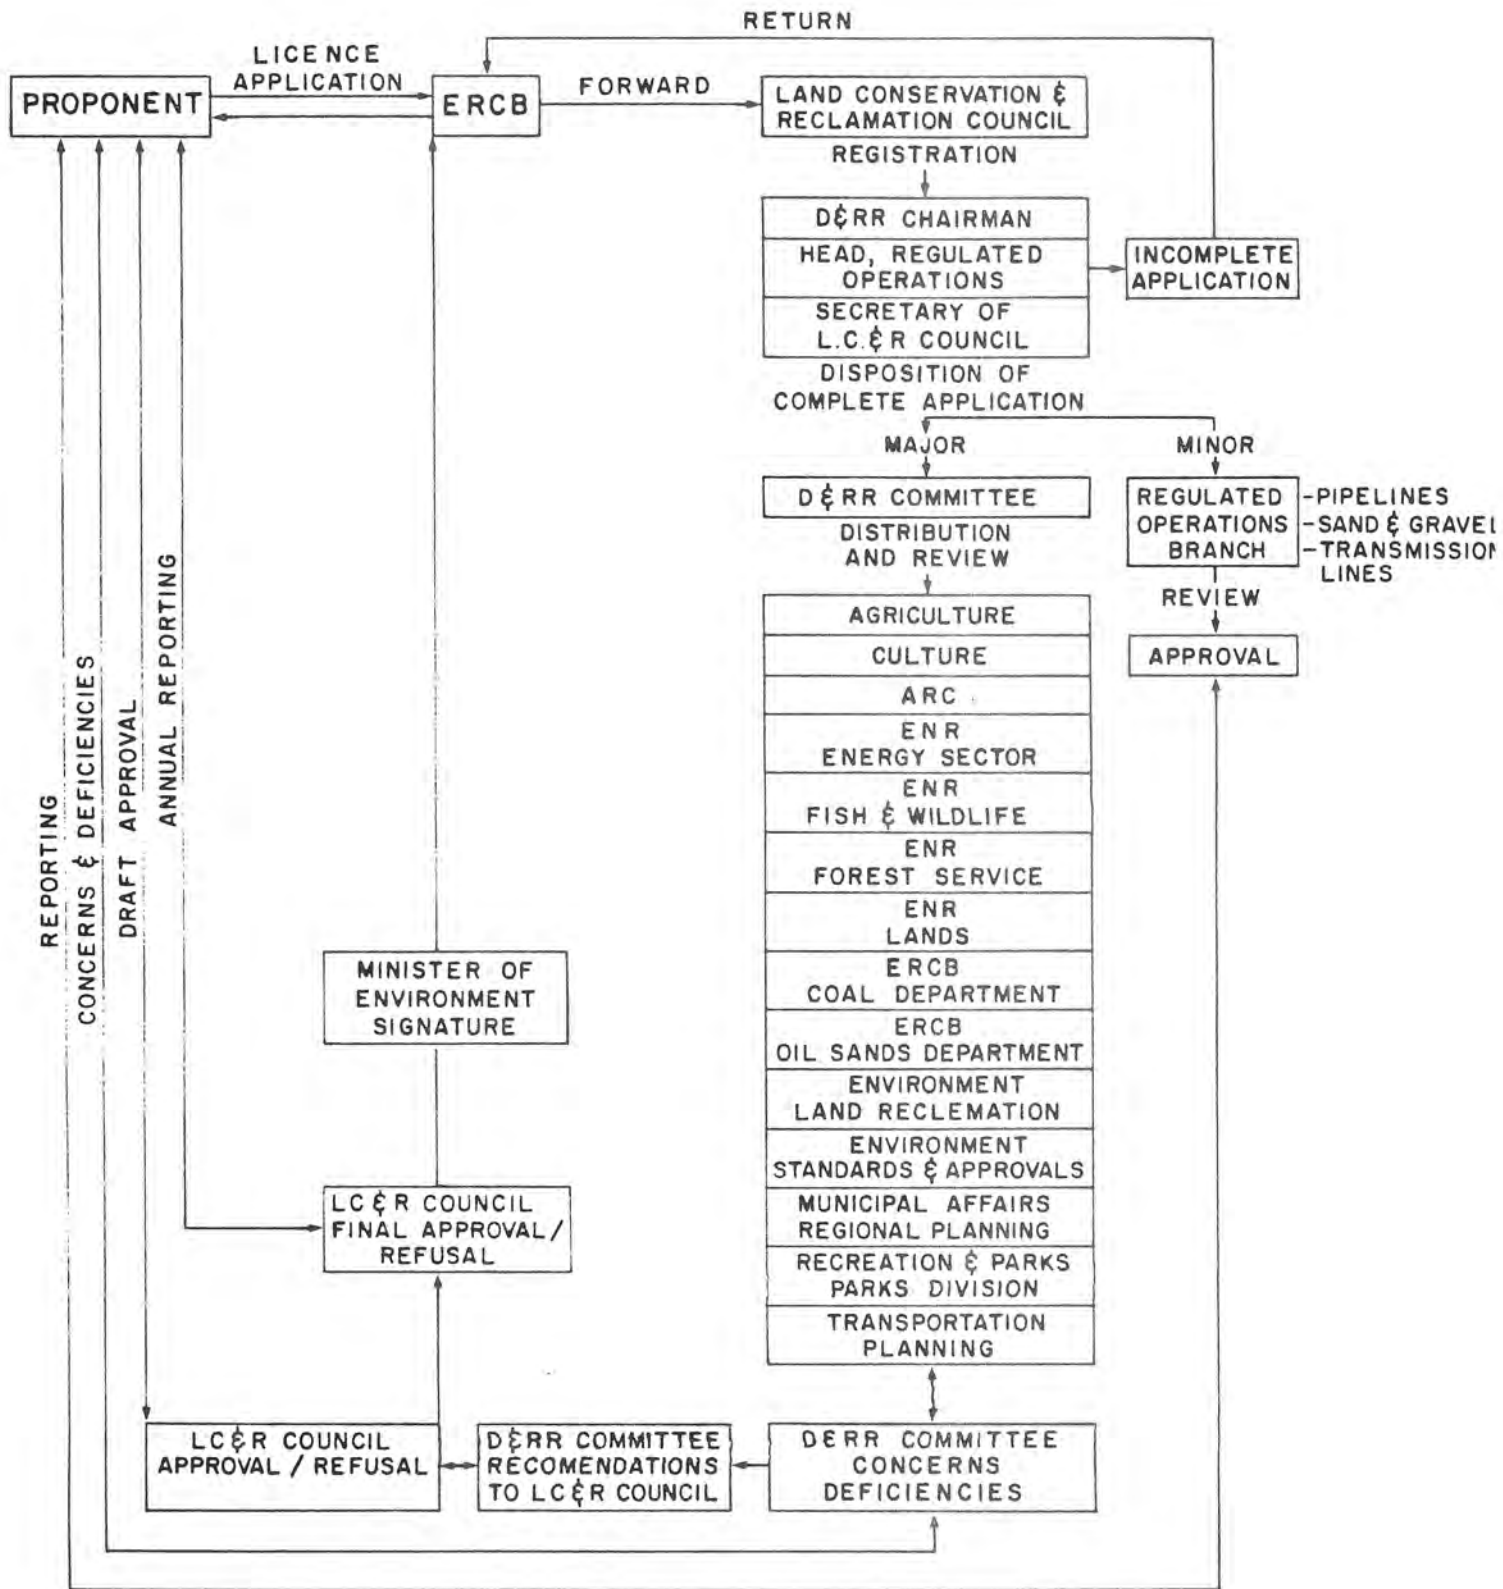 RETURN
LICENCE
APPLICATION
PROPONENT
ERCB
FORWARD
LAND CONSERVATION &
RECLAMATION COUNCIL
REGISTRATION
D&RR CHAIRMAN
HEAD, REGULATED
OPERATIONS
SECRETARY OF
L.C.& R COUNCIL
INCOMPLETE
APPLICATION
DISPOSITION OF
COMPLETE APPLICATION
MAJOR
MINOR
D&RR COMMITTEE
DISTRIBUTION
AND REVIEW
REGULATED
OPERATIONS
BRANCH
-PIPELINES
-SAND & GRAVEL
-TRANSMISSION
LINES
REVIEW
APPROVAL
AGRICULTURE
CULTURE
ARC
ENR
ENERGY SECTOR
ENR
FISH & WILDLIFE
ENR
FOREST SERVICE
ENR
LANDS
ERCB
COAL DEPARTMENT
ERCB
OIL SANDS DEPARTMENT
ENVIRONMENT
LAND RECLEMATION
ENVIRONMENT
STANDARDS & APPROVALS
MUNICIPAL AFFAIRS
REGIONAL PLANNING
RECREATION & PARKS
PARKS DIVISION
TRANSPORTATION
PLANNING
REPORTING
CONCERNS & DEFICIENCIES
DRAFT APPROVAL
ANNUAL REPORTING
MINISTER OF
ENVIRONMENT
SIGNATURE
LC & R COUNCIL
FINAL APPROVAL /
REFUSAL
LC & R COUNCIL
APPROVAL / REFUSAL
D&RR COMMITTEE
RECOMENDATIONS
TO LC & R COUNCIL
D&RR COMMITTEE
CONCERNS
DEFICIENCIES